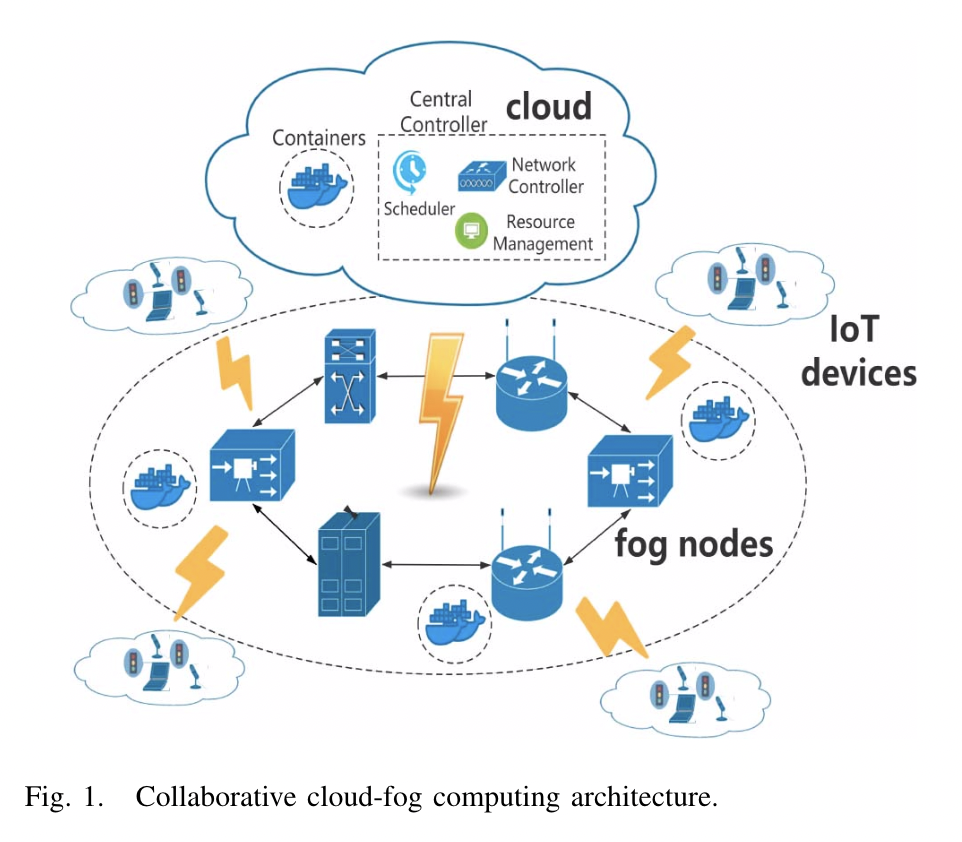 Central
Controller
cloud
Containers
Network
Controller
Scheduler
Resource
Management
IoT
devices
fog nodes
Fig. 1. Collaborative cloud-fog computing architecture.